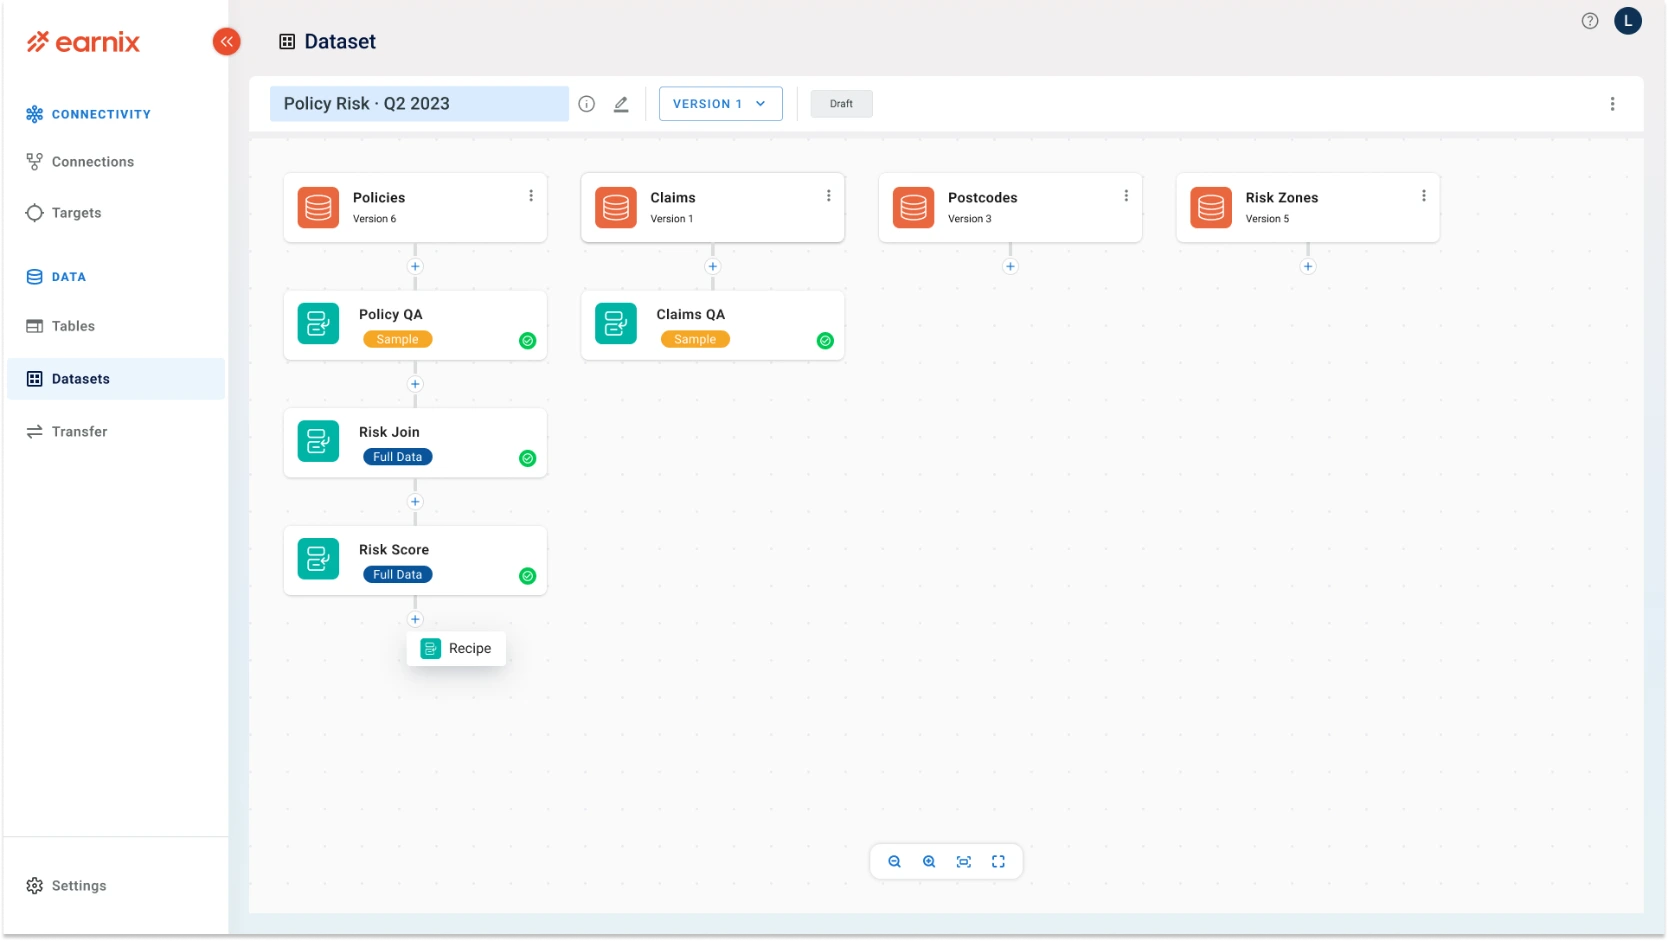 earnix
Dataset
?
L
CONNECTIVITY
Connections
Targets
DATA
Tables
Datasets
Transfer
Settings
Policy Risk · Q2 2023
VERSION 1
Draft
Policies
Version 6
Claims
Version 1
Postcodes
Version 3
Risk Zones
Version 5
Policy QA
Sample
Claims QA
Sample
Risk Join
Full Data
Risk Score
Full Data
Recipe